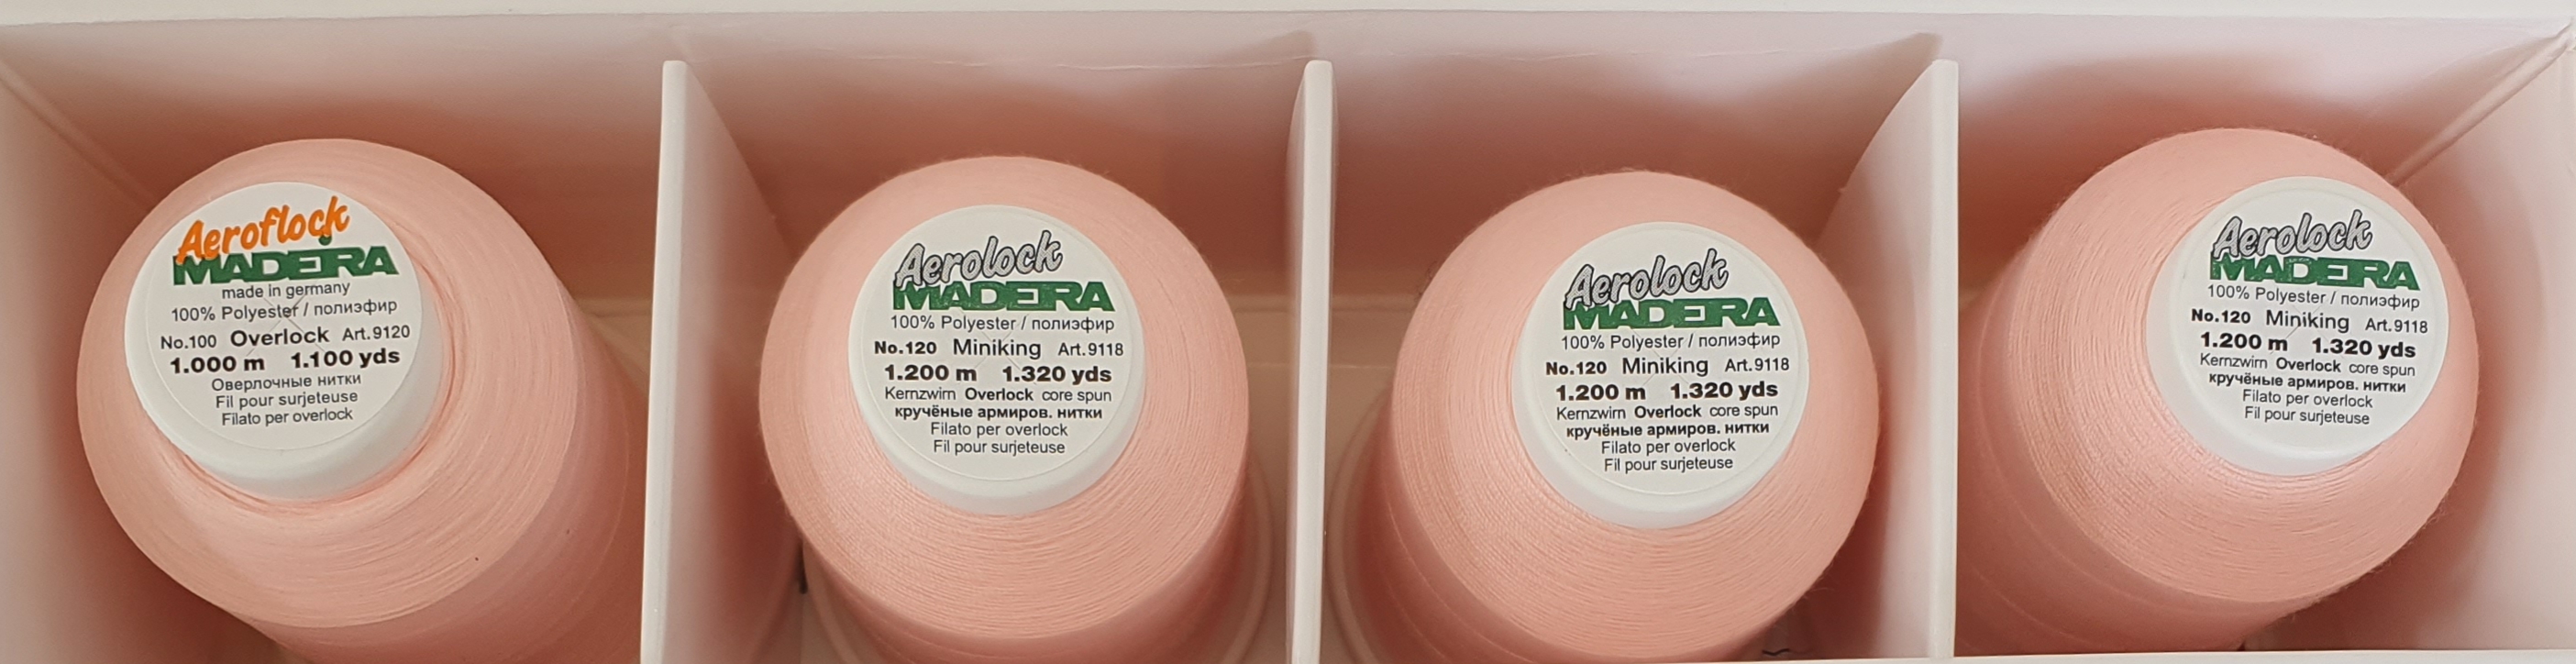 Aeroflock
MADEIRA
made in germany
100% Polyester / полиэфир
No.100 Overlock Art.9120
1.000 m 1.100 yds
Оверлочные нитки
Fil pour surjeteuse
Filato per overlock
Aerolock
MADEIRA
100% Polyester / полиэфир
No.120 Miniking Art.9118
1.200 m 1.320 yds
Kernzwirn Overlock core spun
кручёные армиров. нитки
Filato per overlock
Fil pour surjeteuse
Aerolock
MADEIRA
100% Polyester / полиэфир
No.120 Miniking Art.9118
1.200 m 1.320 yds
Kernzwirn Overlock core spun
кручёные армиров. нитки
Filato per overlock
Fil pour surjeteuse
Aerolock
MADEIRA
100% Polyester / полиэфир
No.120 Miniking Art.9118
1.200 m 1.320 yds
Kernzwirn Overlock core spun
кручёные армиров. нитки
Filato per overlock
Fil pour surjeteuse